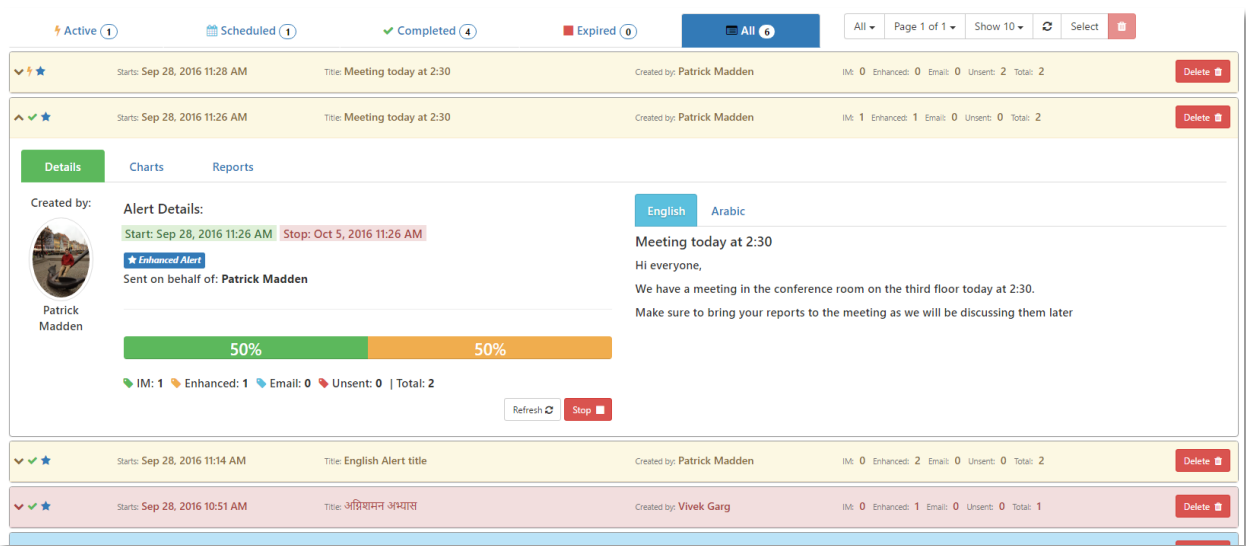 Active 1 Scheduled 1 Completed 4 Expired 0 All 6 All Page 1 of 1 Show 10 Select
Starts: Sep 28, 2016 11:28 AM Title: Meeting today at 2:30 Created by: Patrick Madden IM: 0 Enhanced: 0 Email: 0 Unsent: 2 Total: 2 Delete
Starts: Sep 28, 2016 11:26 AM Title: Meeting today at 2:30 Created by: Patrick Madden IM: 1 Enhanced: 1 Email: 0 Unsent: 0 Total: 2 Delete
Details Charts Reports
Created by:
Patrick
Madden
Alert Details:
Start: Sep 28, 2016 11:26 AM Stop: Oct 5, 2016 11:26 AM
Enhanced Alert
Sent on behalf of: Patrick Madden
50% 50%
IM: 1 Enhanced: 1 Email: 0 Unsent: 0 | Total: 2
Refresh Stop
English Arabic
Meeting today at 2:30
Hi everyone,
We have a meeting in the conference room on the third floor today at 2:30.
Make sure to bring your reports to the meeting as we will be discussing them later
Starts: Sep 28, 2016 11:14 AM Title: English Alert title Created by: Patrick Madden IM: 0 Enhanced: 2 Email: 0 Unsent: 0 Total: 2 Delete
Starts: Sep 28, 2016 10:51 AM Title: अग्निशमन अभ्यास Created by: Vivek Garg IM: 0 Enhanced: 1 Email: 0 Unsent: 0 Total: 1 Delete